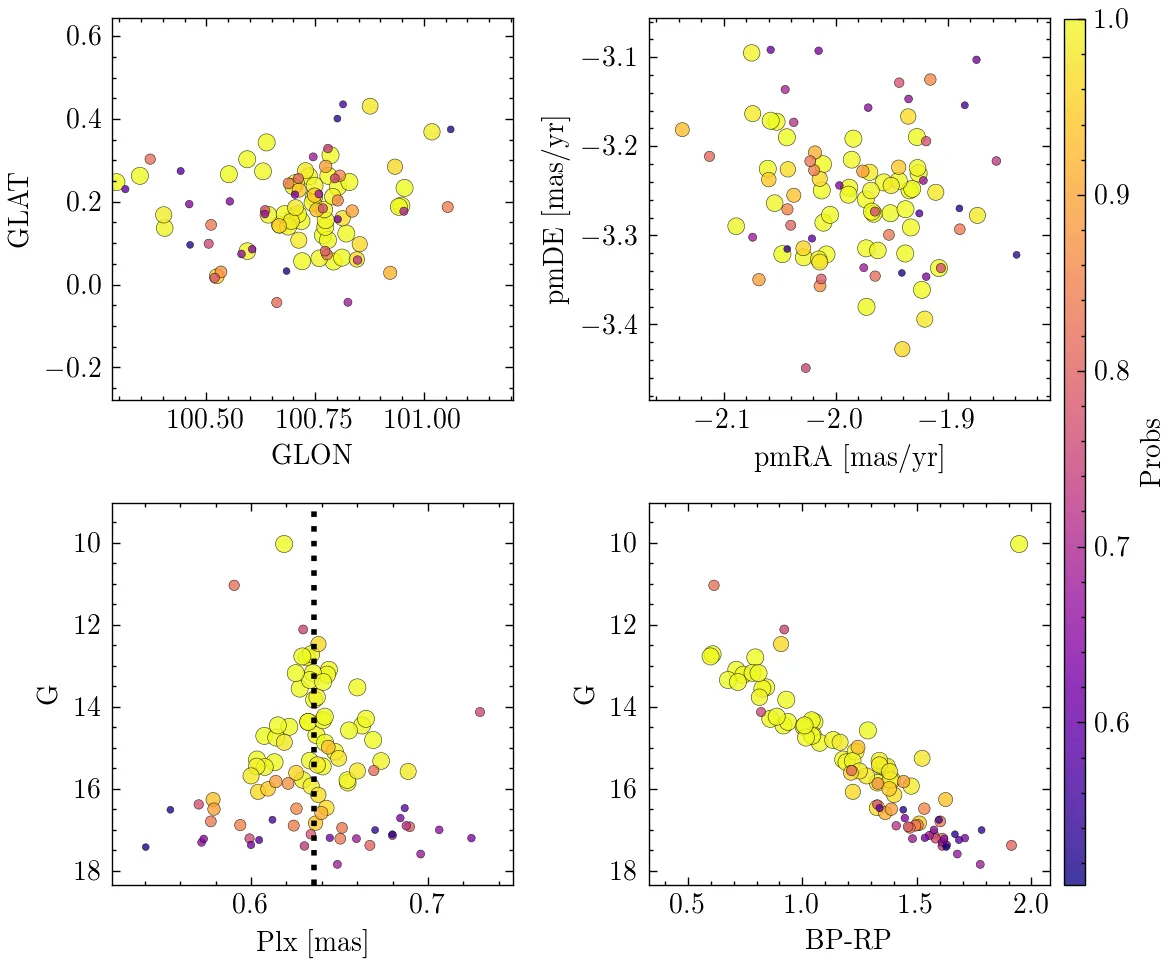 0.6
0.4
0.2
0.0
−0.2
GLAT
100.50 100.75 101.00
GLON
−3.1
−3.2
−3.3
−3.4
pmDE [mas/yr]
−2.1 −2.0 −1.9
pmRA [mas/yr]
10
12
14
16
18
G
0.6 0.7
Plx [mas]
10
12
14
16
18
G
0.5 1.0 1.5 2.0
BP-RP
1.0
0.9
0.8
0.7
0.6
Probs